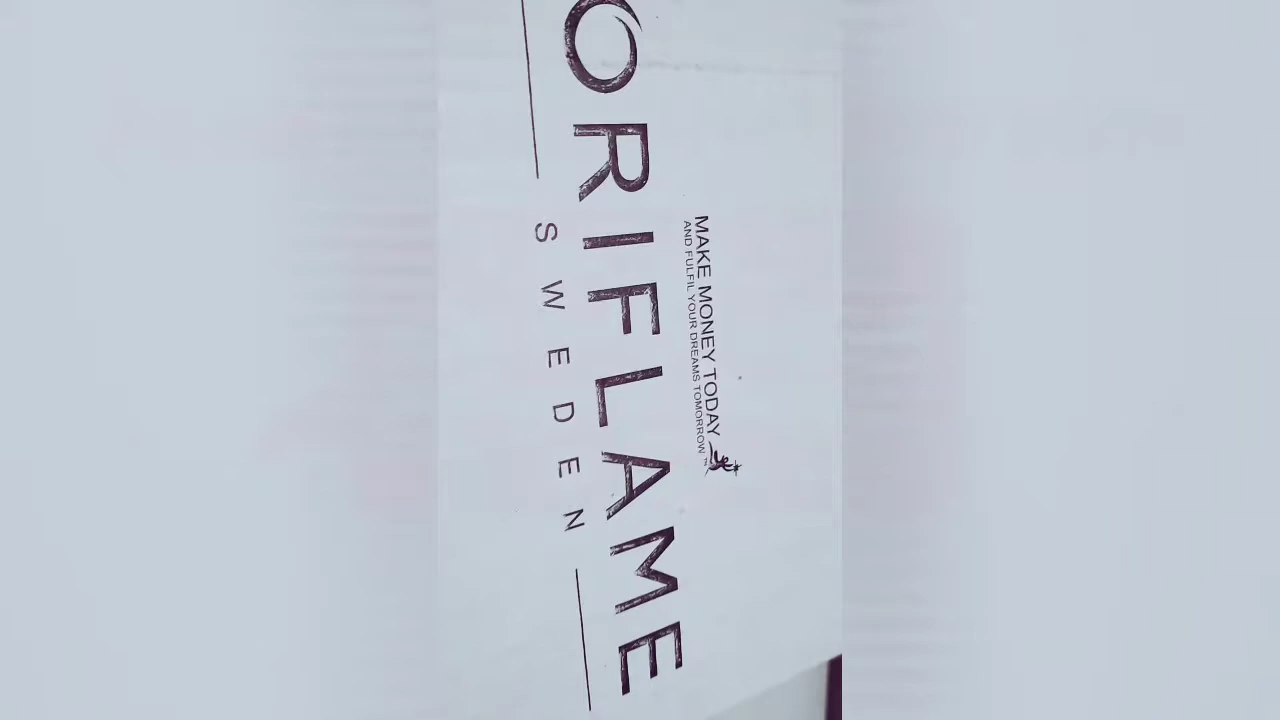 MAKE MONEY TODAY
AND FULFIL YOUR DREAMS TOMORROW™
ORIFLAME
SWEDEN